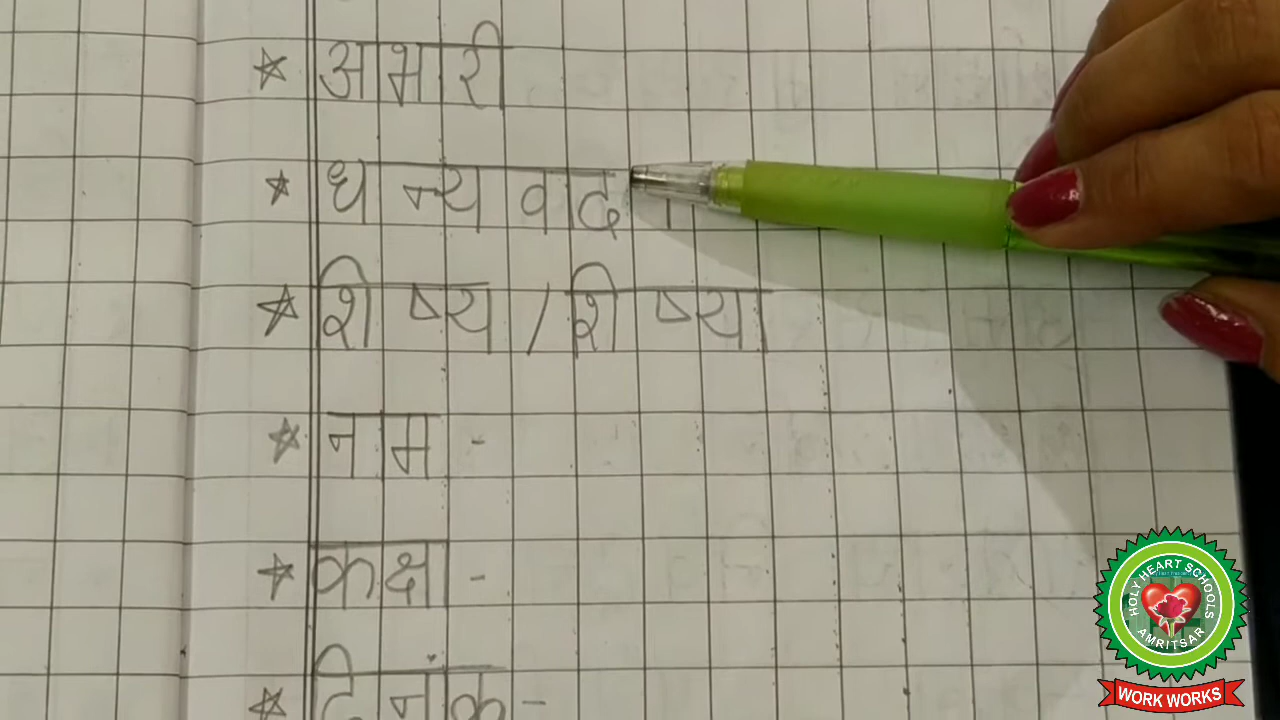 ★ आभारी
★ धन्यवाद
★ शिष्य / शिष्या
★ नाम -
★ कक्षा -
★ दिनांक -
HOLY HEART SCHOOLS
AMRITSAR
WORK WORKS